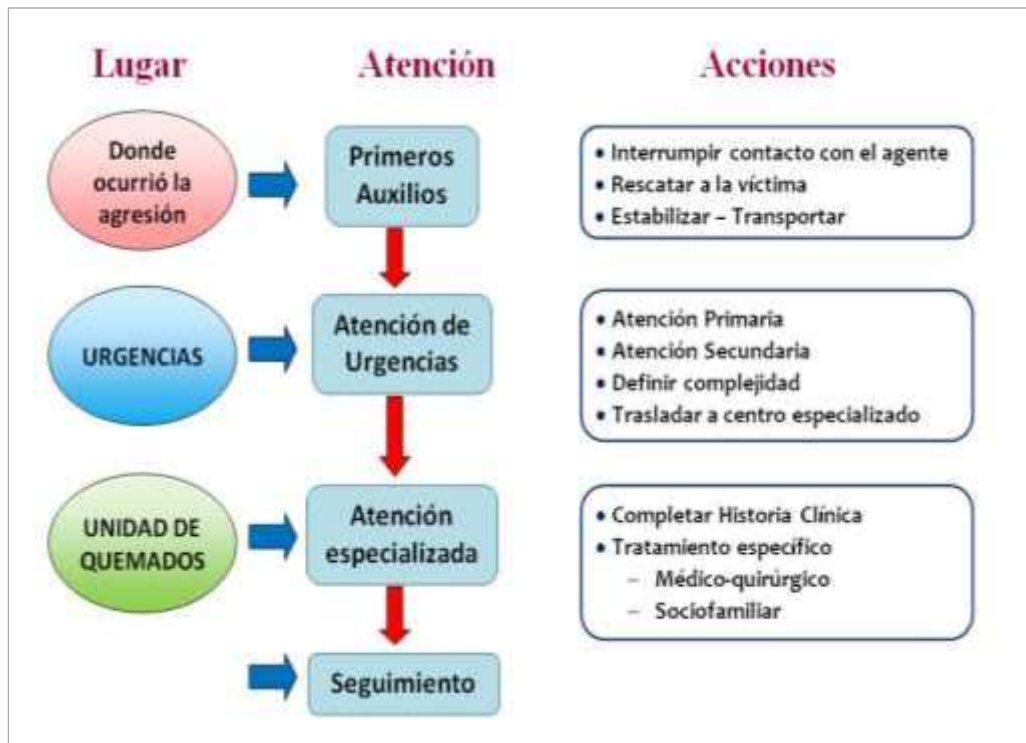 Lugar
Atención
Acciones
Donde
ocurrió la
agresión
Primeros
Auxilios
• Interrumpir contacto con el agente
• Rescatar a la víctima
• Estabilizar – Transportar
URGENCIAS
Atención de
Urgencias
• Atención Primaria
• Atención Secundaria
• Definir complejidad
• Trasladar a centro especializado
UNIDAD DE
QUEMADOS
Atención
especializada
• Completar Historia Clínica
• Tratamiento específico
– Médico-quirúrgico
– Sociofamiliar
Seguimiento